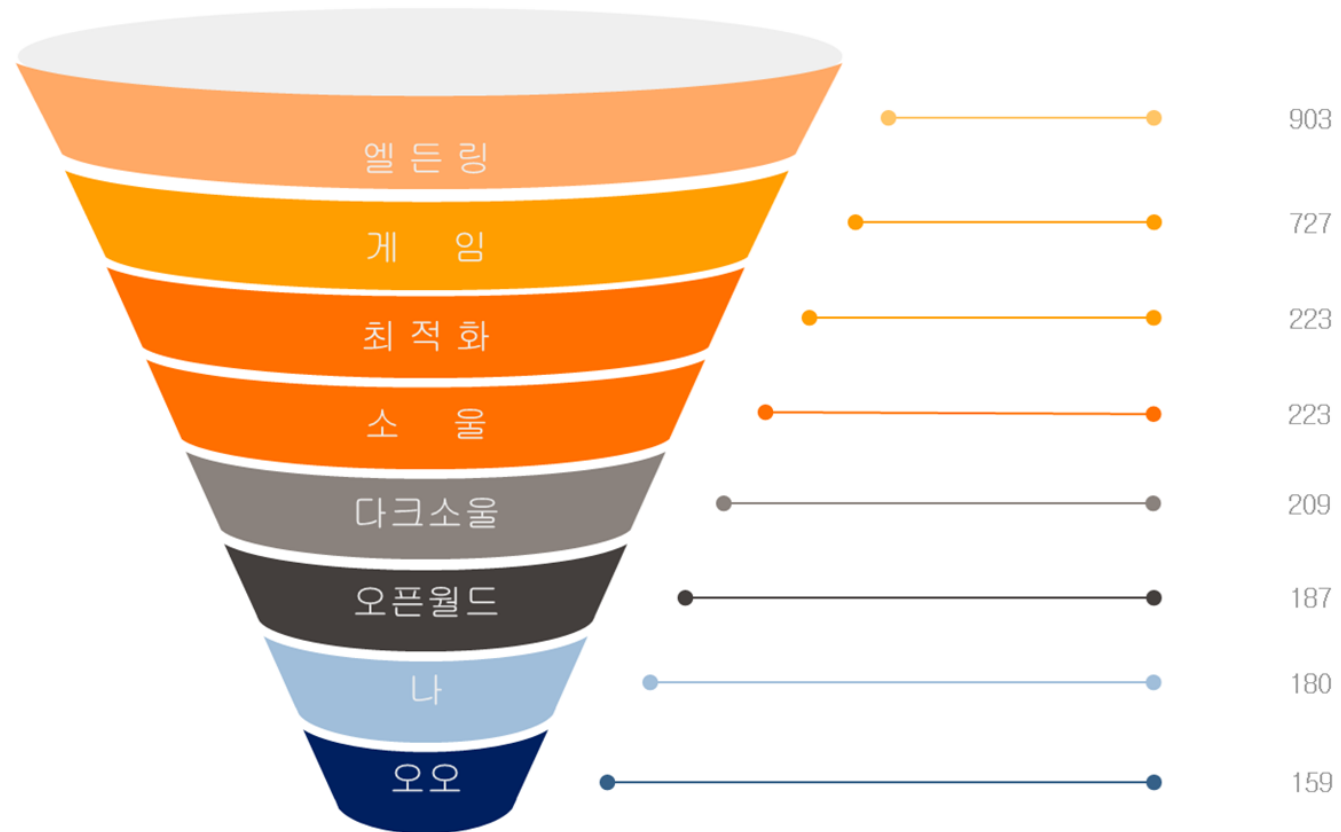 엘든링 903
게 임 727
최적화 223
소 울 223
다크소울 209
오픈월드 187
나 180
오오 159